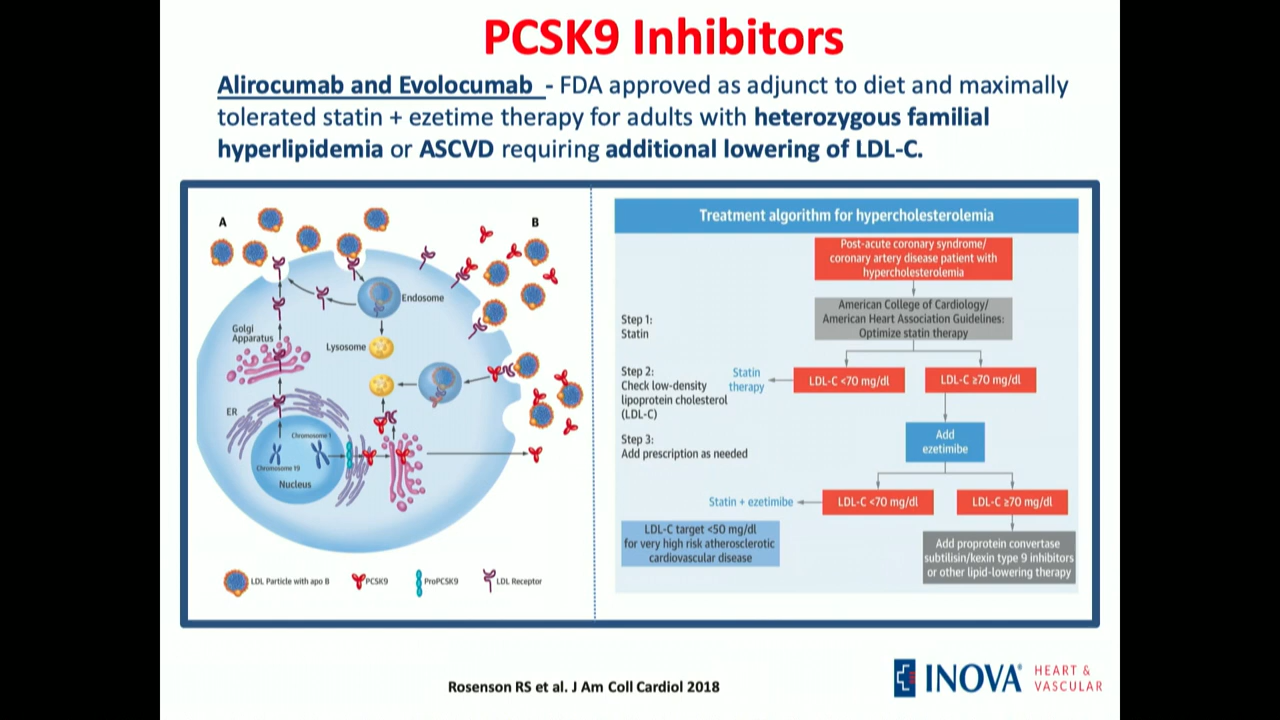 PCSK9 Inhibitors
Alirocumab and Evolocumab - FDA approved as adjunct to diet and maximally
tolerated statin + ezetime therapy for adults with heterozygous familial
hyperlipidemia or ASCVD requiring additional lowering of LDL-C.
A
B
Endosome
Golgi
Apparatus
Lysosome
ER
Chromosome 1
Chromosome 19
Nucleus
LDL Particle with apo B
PCSK9
ProPCSK9
LDL Receptor
Treatment algorithm for hypercholesterolemia
Post-acute coronary syndrome/
coronary artery disease patient with
hypercholesterolemia
American College of Cardiology/
American Heart Association Guidelines:
Optimize statin therapy
Step 1:
Statin
Step 2:
Check low-density
lipoprotein cholesterol
(LDL-C)
Statin
therapy
LDL-C <70 mg/dl
LDL-C ≥70 mg/dl
Step 3:
Add prescription as needed
Add
ezetimibe
Statin + ezetimibe
LDL-C <70 mg/dl
LDL-C ≥70 mg/dl
LDL-C target <50 mg/dl
for very high risk atherosclerotic
cardiovascular disease
Add proprotein convertase
subtilisin/kexin type 9 inhibitors
or other lipid-lowering therapy
Rosenson RS et al. J Am Coll Cardiol 2018
INOVA®
HEART &
VASCULAR